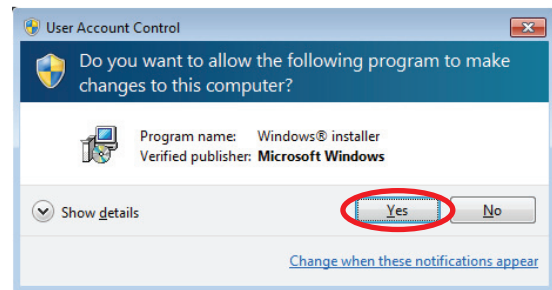 User Account Control
Do you want to allow the following program to make
changes to this computer?
Program name: Windows® installer
Verified publisher: Microsoft Windows
Show details Yes No
Change when these notifications appear